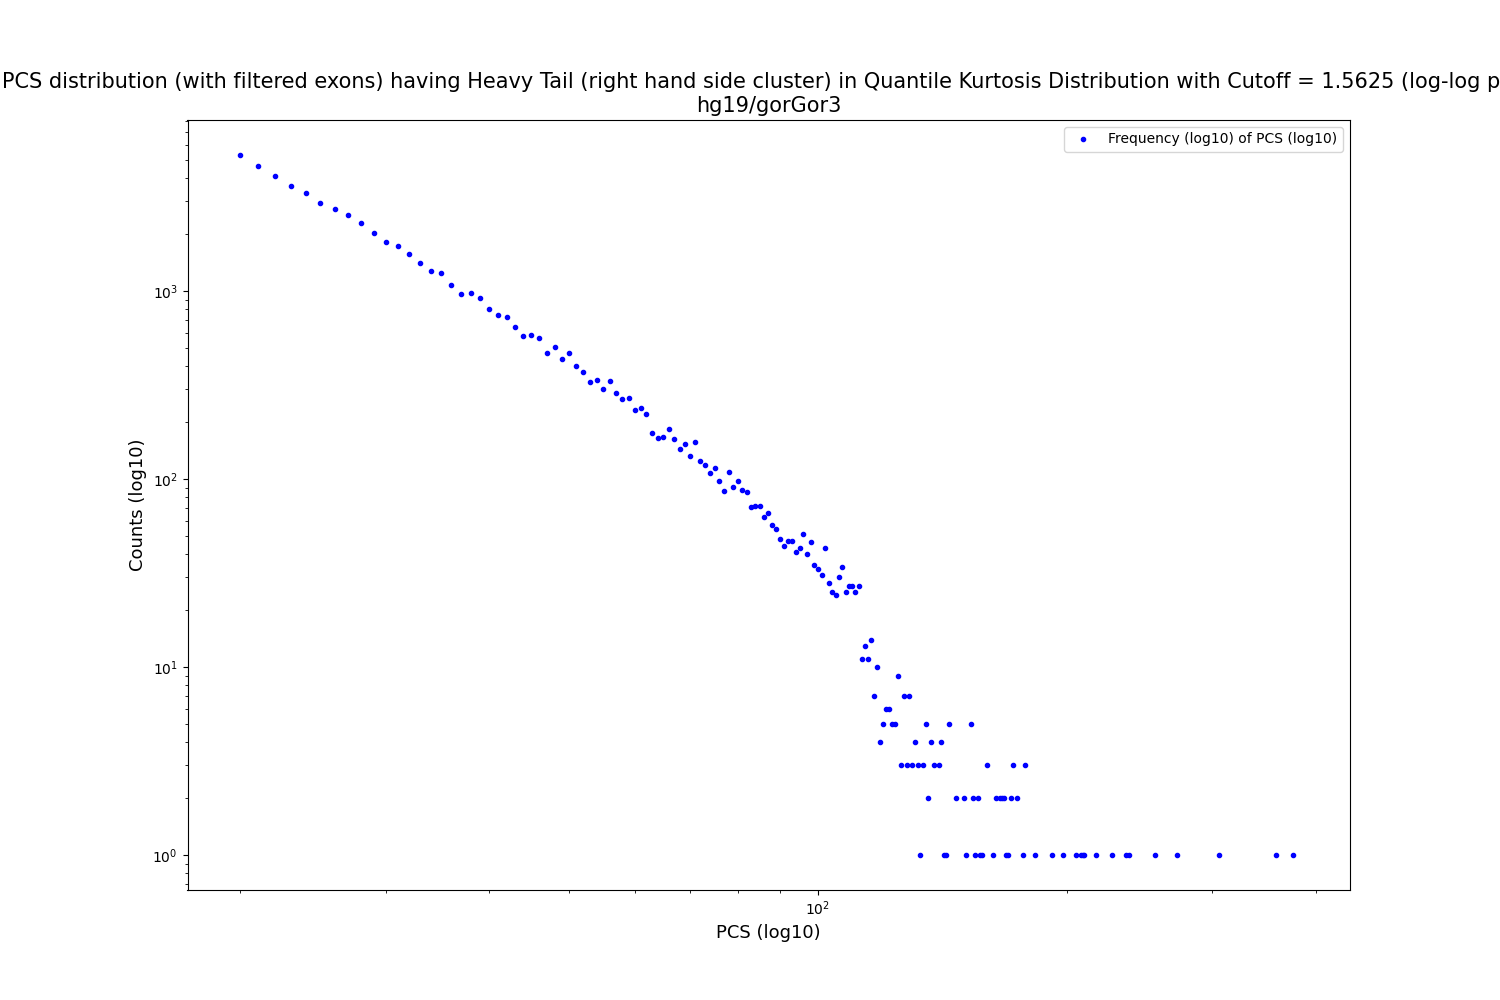 PCS distribution (with filtered exons) having Heavy Tail (right hand side cluster) in Quantile Kurtosis Distribution with Cutoff = 1.5625 (log-log p
hg19/gorGor3
Frequency (log10) of PCS (log10)
10³
10²
10¹
10⁰
Counts (log10)
10²
PCS (log10)